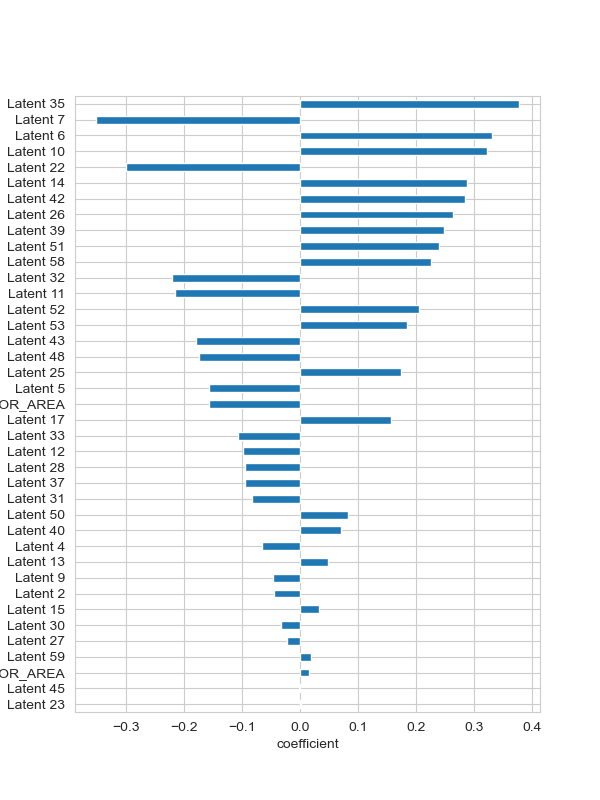 Latent 35
Latent 7
Latent 6
Latent 10
Latent 22
Latent 14
Latent 42
Latent 26
Latent 39
Latent 51
Latent 58
Latent 32
Latent 11
Latent 52
Latent 53
Latent 43
Latent 48
Latent 25
Latent 5
OR_AREA
Latent 17
Latent 33
Latent 12
Latent 28
Latent 37
Latent 31
Latent 50
Latent 40
Latent 4
Latent 13
Latent 9
Latent 2
Latent 15
Latent 30
Latent 27
Latent 59
OR_AREA
Latent 45
Latent 23
−0.3 −0.2 −0.1 0.0 0.1 0.2 0.3 0.4
coefficient